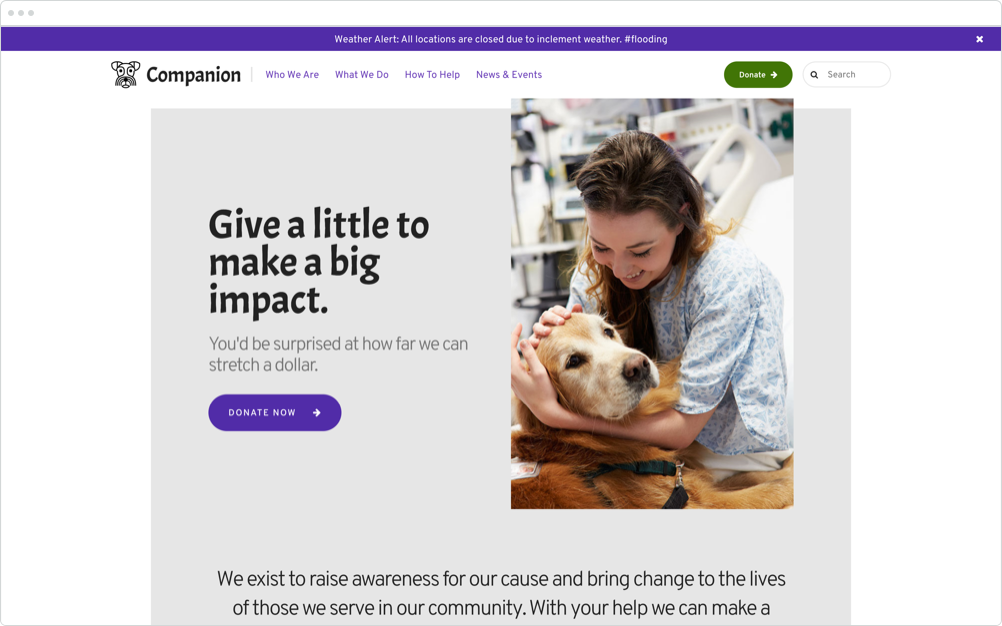 Weather Alert: All locations are closed due to inclement weather. #flooding
Companion
Who We Are
What We Do
How To Help
News & Events
Donate
Search
Give a little to
make a big
impact.
You'd be surprised at how far we can
stretch a dollar.
DONATE NOW
We exist to raise awareness for our cause and bring change to the lives
of those we serve in our community. With your help we can make a